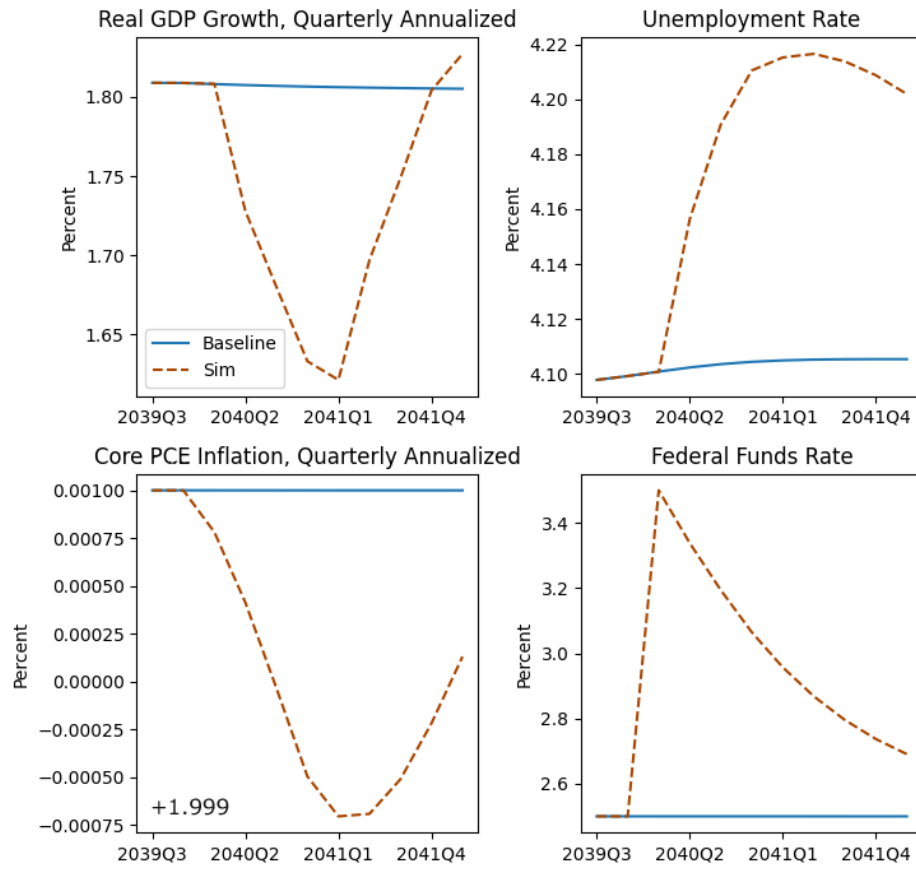 Real GDP Growth, Quarterly Annualized
Percent
1.80
1.75
1.70
1.65
Baseline
Sim
2039Q3 2040Q2 2041Q1 2041Q4
Unemployment Rate
Percent
4.22
4.20
4.18
4.16
4.14
4.12
4.10
2039Q3 2040Q2 2041Q1 2041Q4
Core PCE Inflation, Quarterly Annualized
Percent
0.00100
0.00075
0.00050
0.00025
0.00000
−0.00025
−0.00050
−0.00075
+1.999
2039Q3 2040Q2 2041Q1 2041Q4
Federal Funds Rate
Percent
3.4
3.2
3.0
2.8
2.6
2039Q3 2040Q2 2041Q1 2041Q4